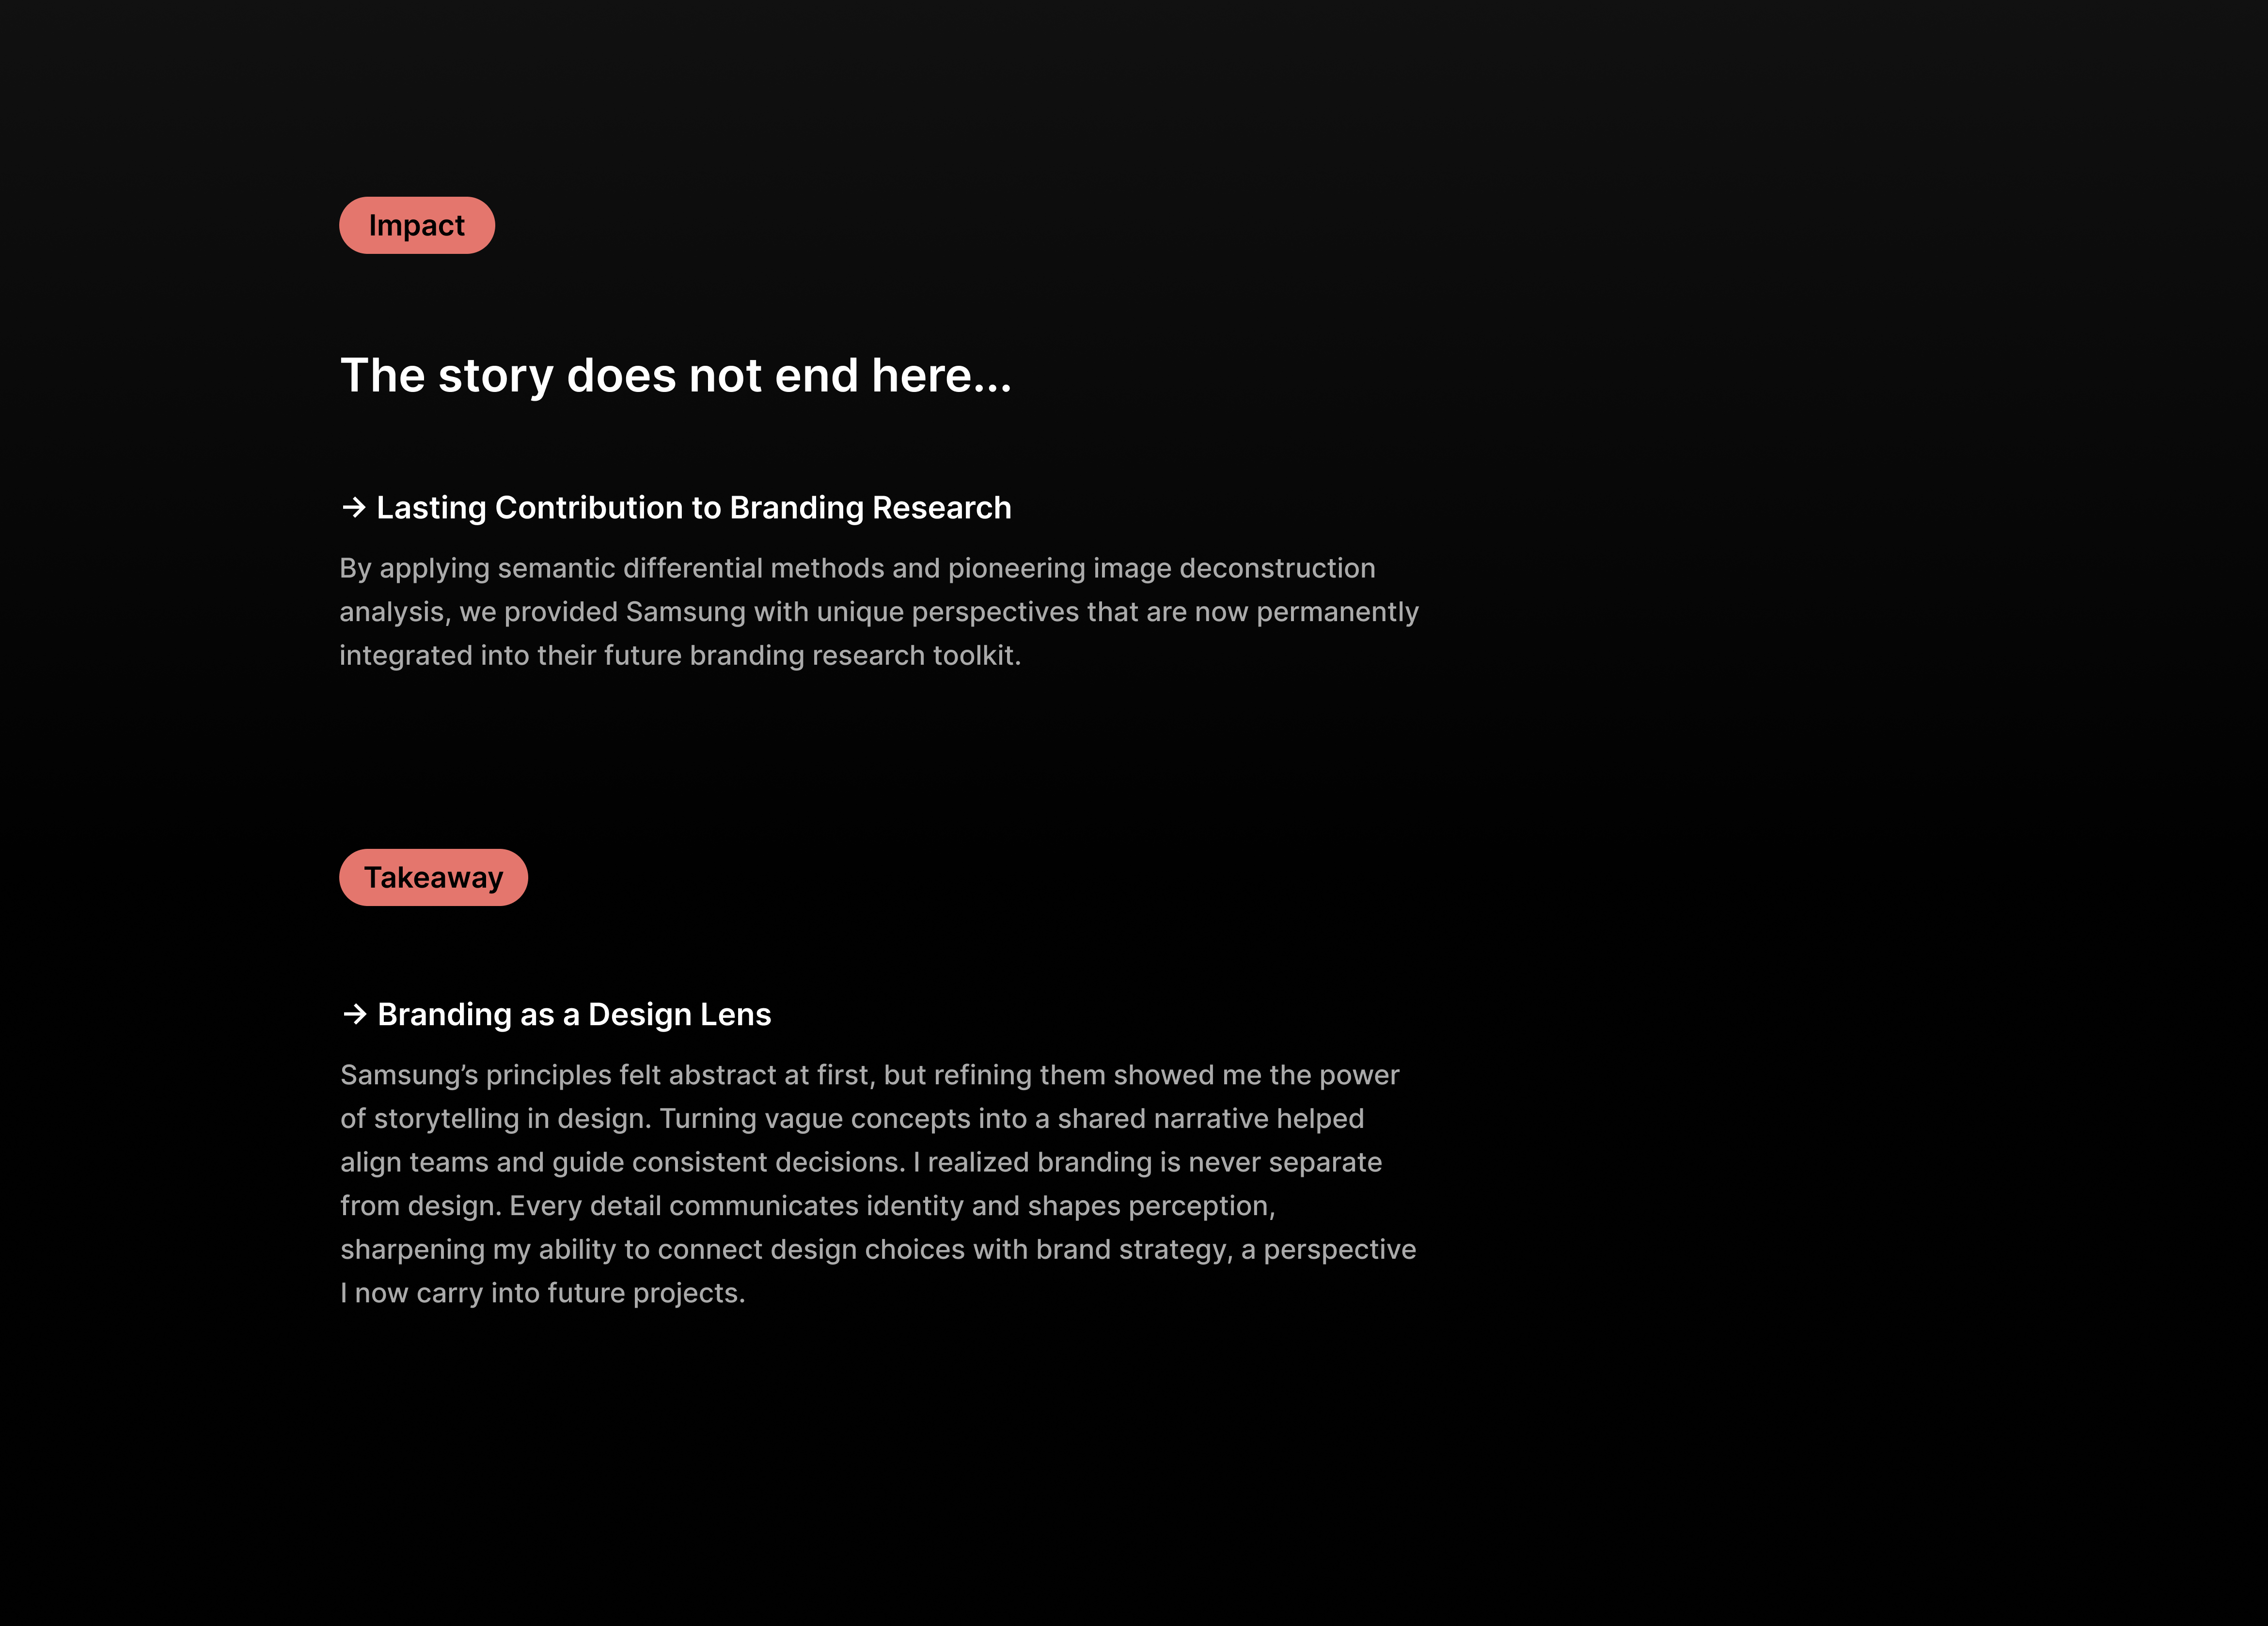 Impact
The story does not end here...
→ Lasting Contribution to Branding Research
By applying semantic differential methods and pioneering image deconstruction
analysis, we provided Samsung with unique perspectives that are now permanently
integrated into their future branding research toolkit.
Takeaway
→ Branding as a Design Lens
Samsung’s principles felt abstract at first, but refining them showed me the power
of storytelling in design. Turning vague concepts into a shared narrative helped
align teams and guide consistent decisions. I realized branding is never separate
from design. Every detail communicates identity and shapes perception,
sharpening my ability to connect design choices with brand strategy, a perspective
I now carry into future projects.